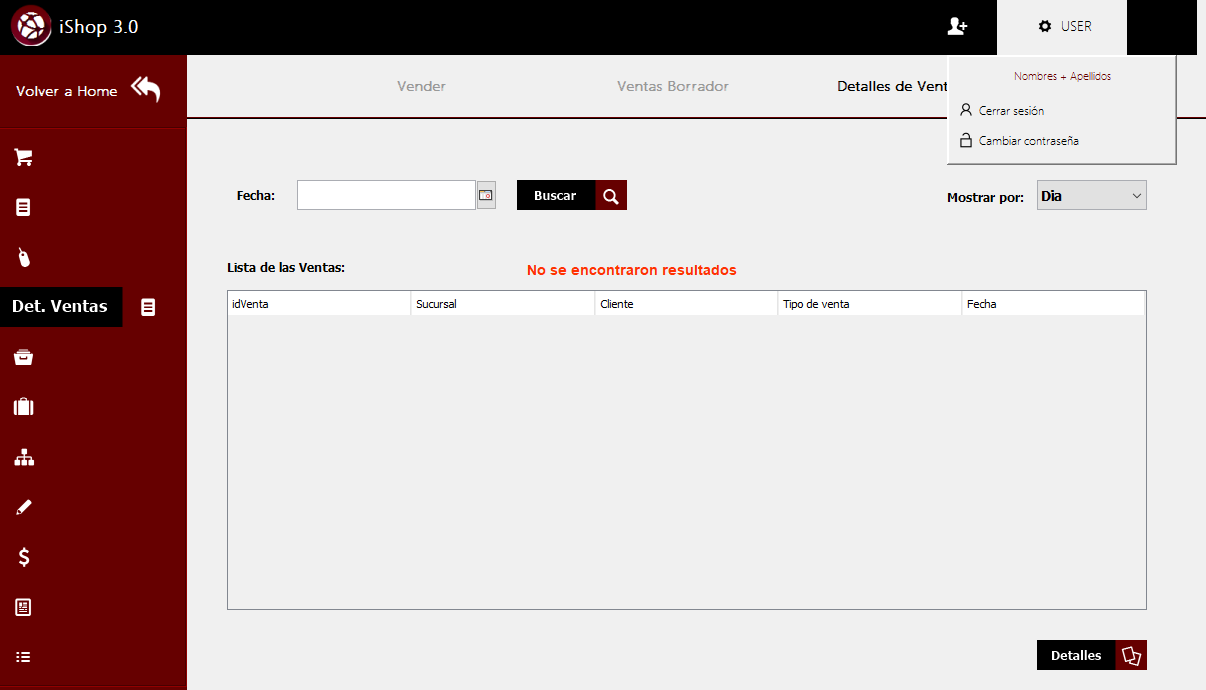 iShop 3.0
USER
Volver a Home
Vender
Ventas Borrador
Detalles de Vent
Nombres + Apellidos
Cerrar sesión
Cambiar contraseña
Fecha:
Buscar
Mostrar por:
Dia
Lista de las Ventas:
No se encontraron resultados
idVenta
Sucursal
Cliente
Tipo de venta
Fecha
Det. Ventas
Detalles